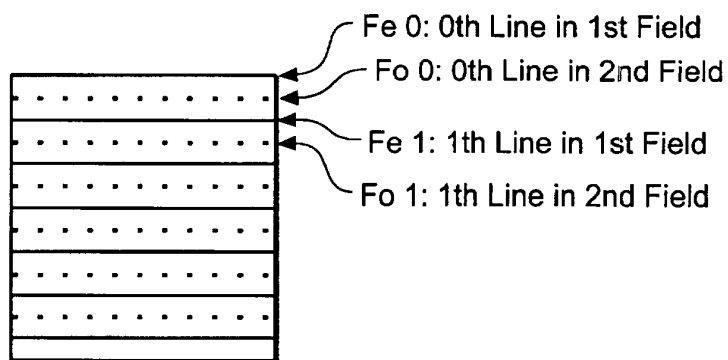 Fe 0: 0th Line in 1st Field
Fo 0: 0th Line in 2nd Field
Fe 1: 1th Line in 1st Field
Fo 1: 1th Line in 2nd Field